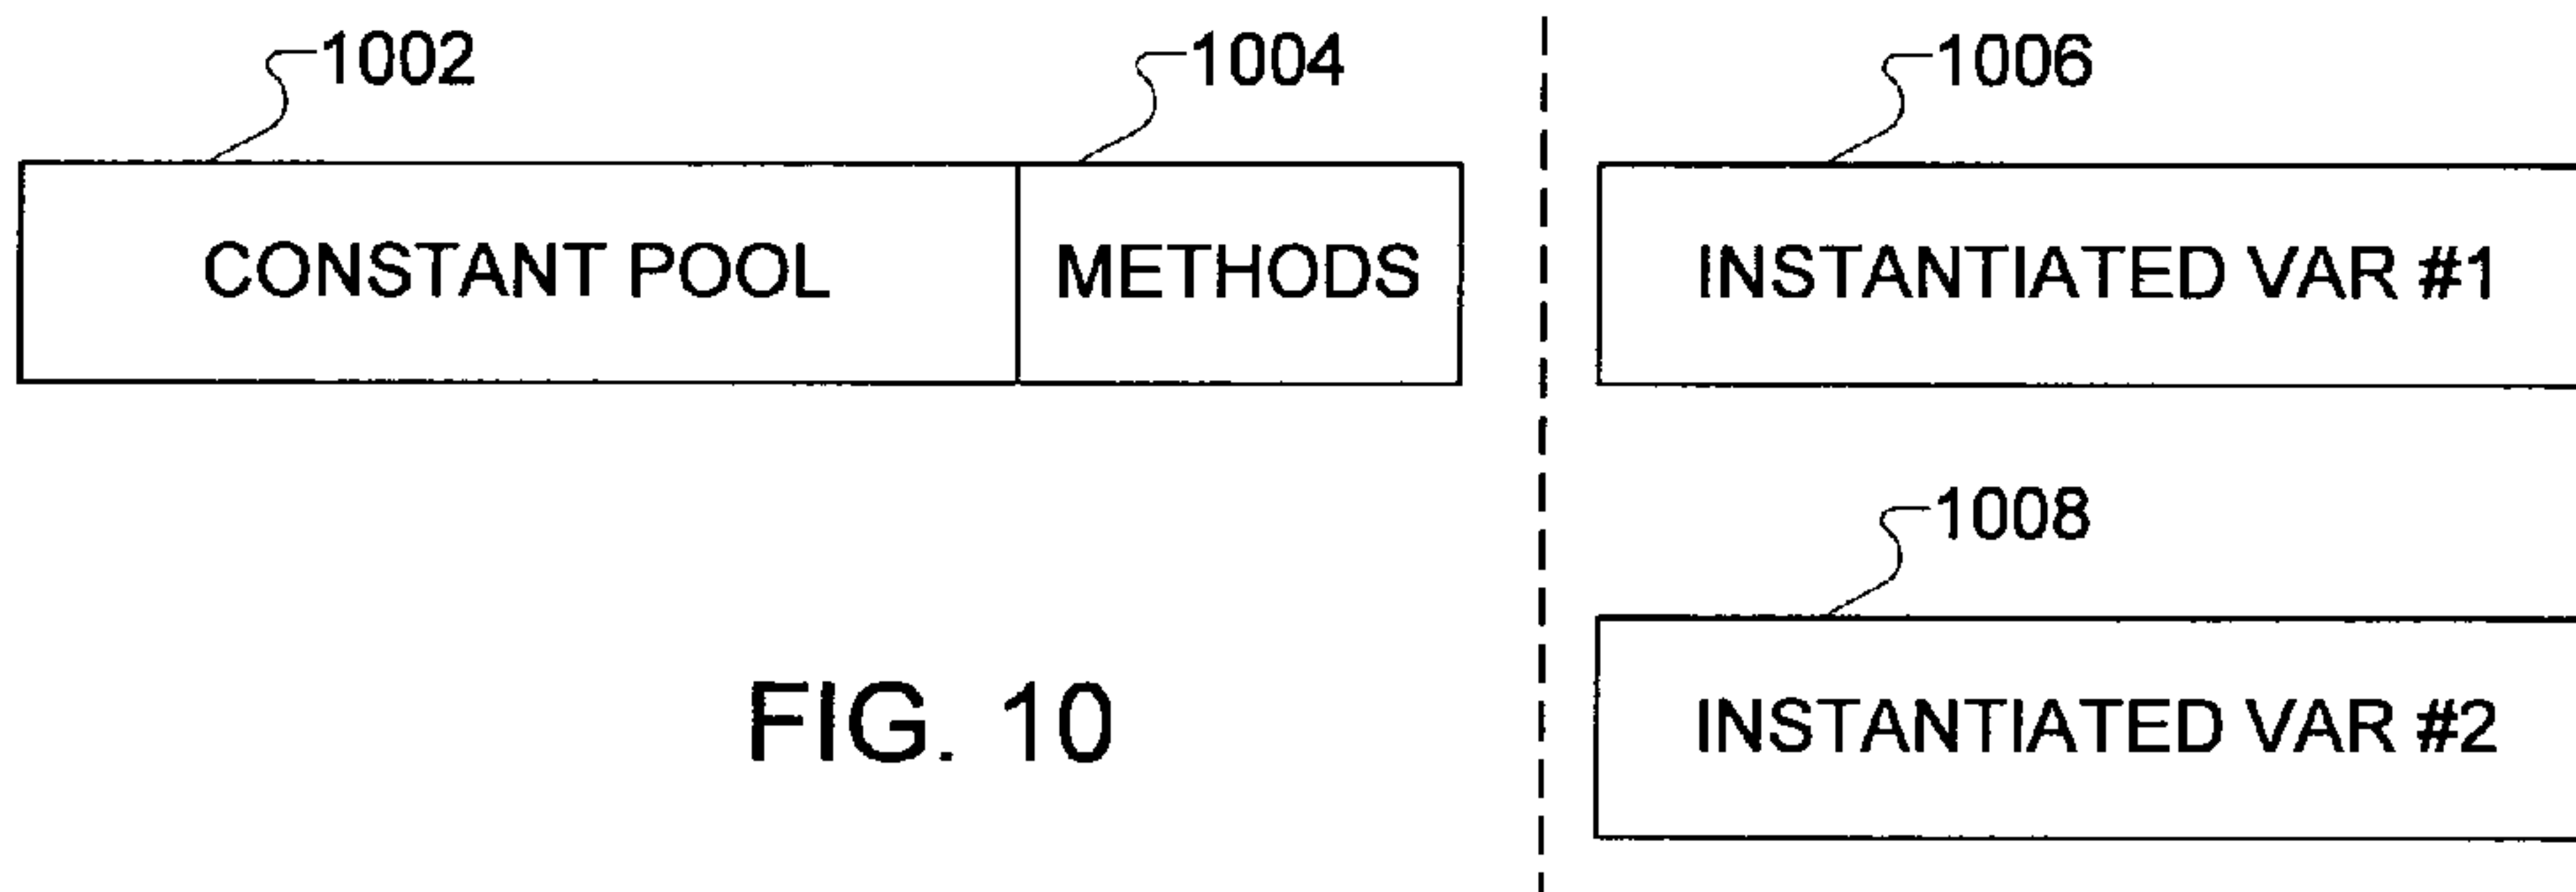 1002 1004 1006
CONSTANT POOL METHODS INSTANTIATED VAR #1
1008
INSTANTIATED VAR #2
FIG. 10